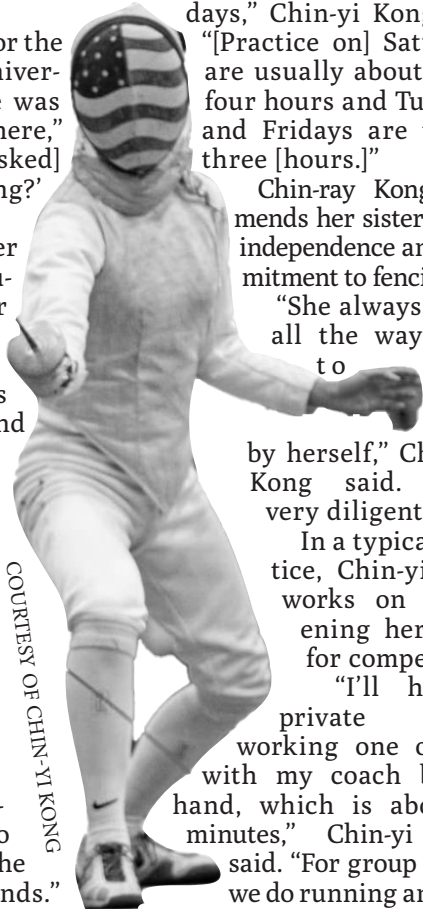 or the
niver-
was
here,”
sked]
ng?’
er
u-
r
s
nd
COURTESY OF CHIN-YI KONG
-
o
he
nds.”
days,” Chin-yi Kong
“[Practice on] Sat
are usually about
four hours and Tu
and Fridays are
three [hours.]”
Chin-ray Kong
mends her sister
independence an
mitment to fenci
“She always
all the way
to
by herself,” Ch
Kong said.
very diligent
In a typica
tice, Chin-yi
works on
ening her
for compe
“I’ll h
private
working one o
with my coach b
hand, which is abo
minutes,” Chin-yi
said. “For group
we do running an